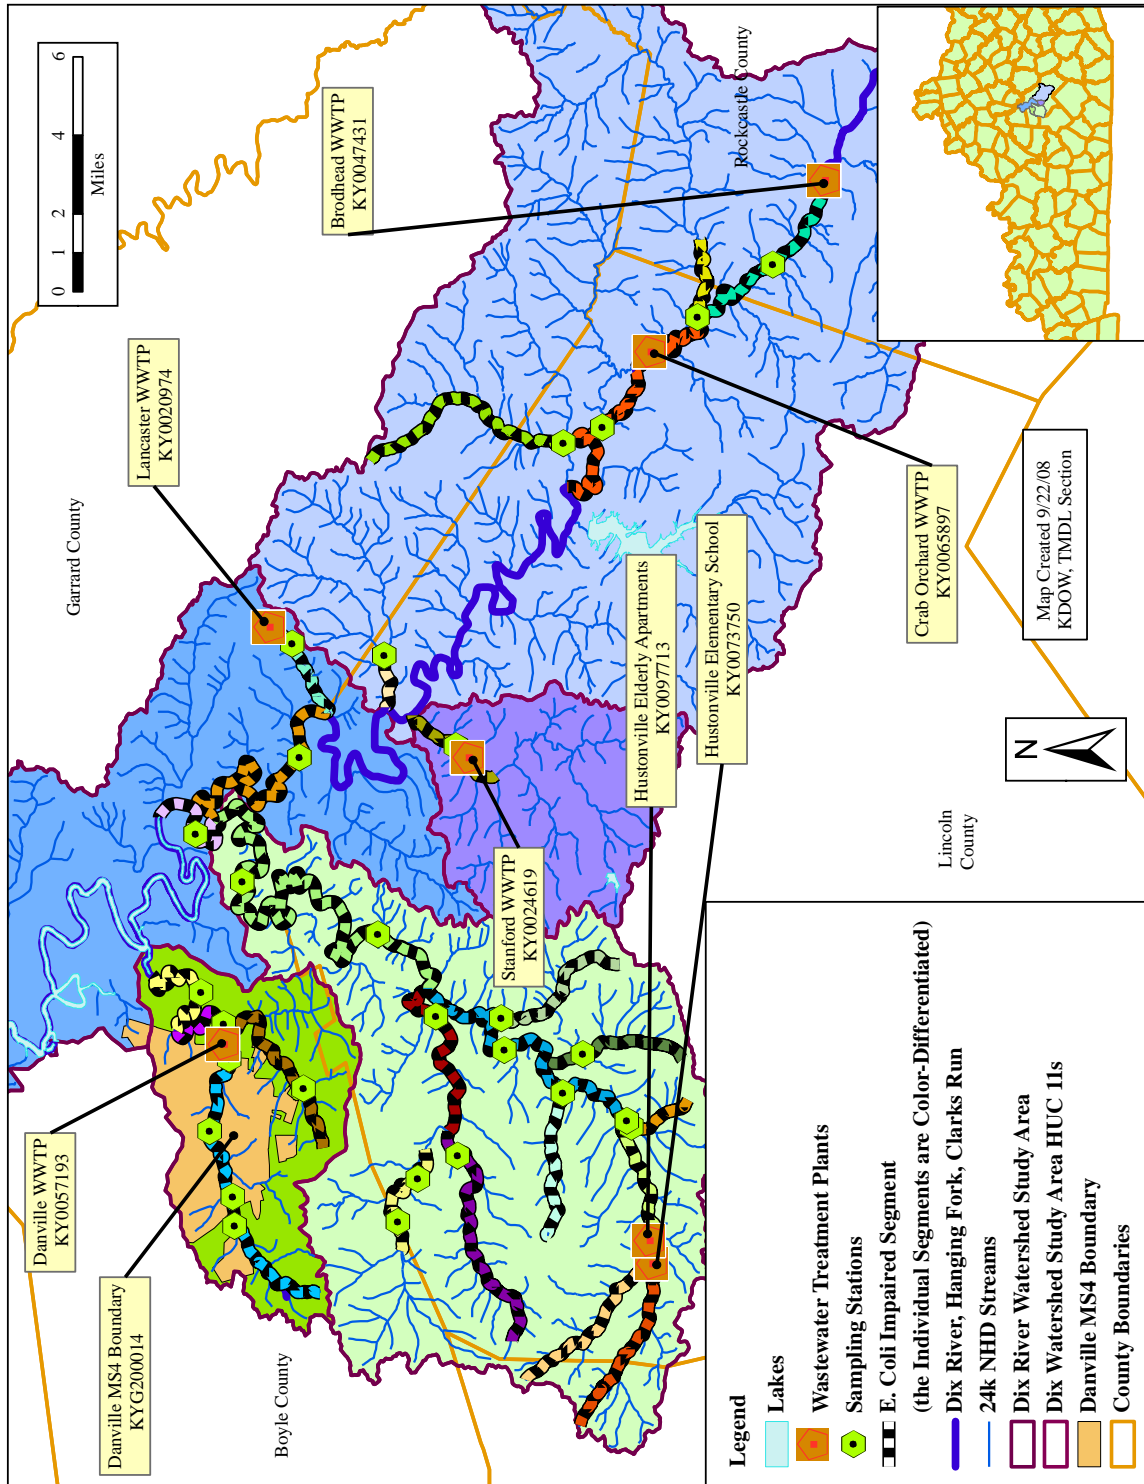 Garrard County
0 1 2 4 6
Miles
Lancaster WWTP
KY0020974
Brodhead WWTP
KY0047431
Danville WWTP
KY0057193
Danville MS4 Boundary
KYG200014
Boyle County
Rockcastle County
Stanford WWTP
KY0024619
Hustonville Elderly Apartments
KY0097713
Hustonville Elementary School
KY0073750
Crab Orchard WWTP
KY0065897
Lincoln
County
N
Map Created 9/22/08
KDOW, TMDL Section
Legend
Lakes
Wastewater Treatment Plants
Sampling Stations
E. Coli Impaired Segment
(the Individual Segments are Color-Differentiated)
Dix River, Hanging Fork, Clarks Run
24k NHD Streams
Dix River Watershed Study Area
Dix Watershed Study Area HUC 11s
Danville MS4 Boundary
County Boundaries